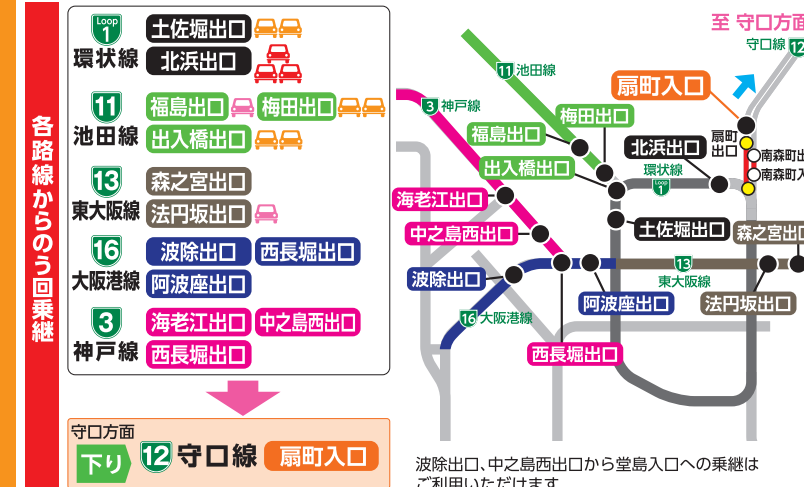 各路線からのう回乗継
Loop 1
環状線
土佐堀出口
北浜出口
11
池田線
福島出口 梅田出口
出入橋出口
13
東大阪線
森之宮出口
法円坂出口
16
大阪港線
波除出口 西長堀出口
阿波座出口
3
神戸線
海老江出口 中之島西出口
西長堀出口
守口方面
下り 12 守口線 扇町入口
至 守口方面
守口線 12
11 池田線
扇町入口
3 神戸線
梅田出口
福島出口
北浜出口
扇町
出口
南森町出
南森町入
出入橋出口
環状線
Loop 1
海老江出口
中之島西出口
土佐堀出口
森之宮出口
波除出口
13
東大阪線
阿波座出口
法円坂出口
16 大阪港線
西長堀出口
波除出口、中之島西出口から堂島入口への乗継は
ご利用いただけます